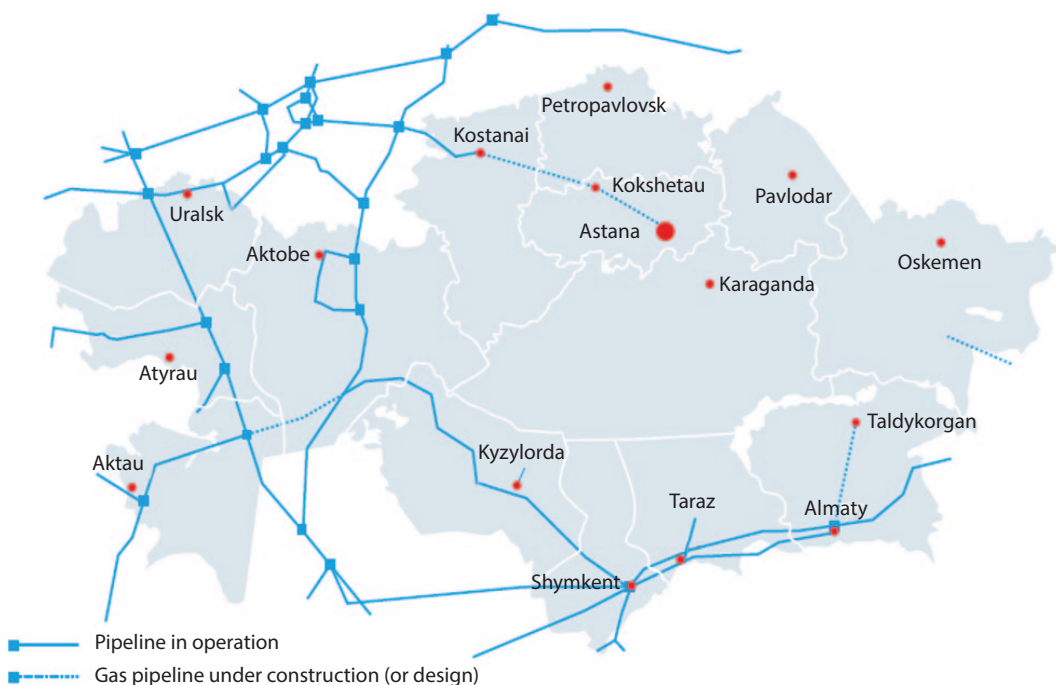 Petropavlovsk
Kostanai
Kokshetau
Pavlodar
Uralsk
Astana
Aktobe
Oskemen
Karaganda
Atyrau
Taldykorgan
Kyzylorda
Aktau
Taraz
Almaty
Shymkent
Pipeline in operation
Gas pipeline under construction (or design)